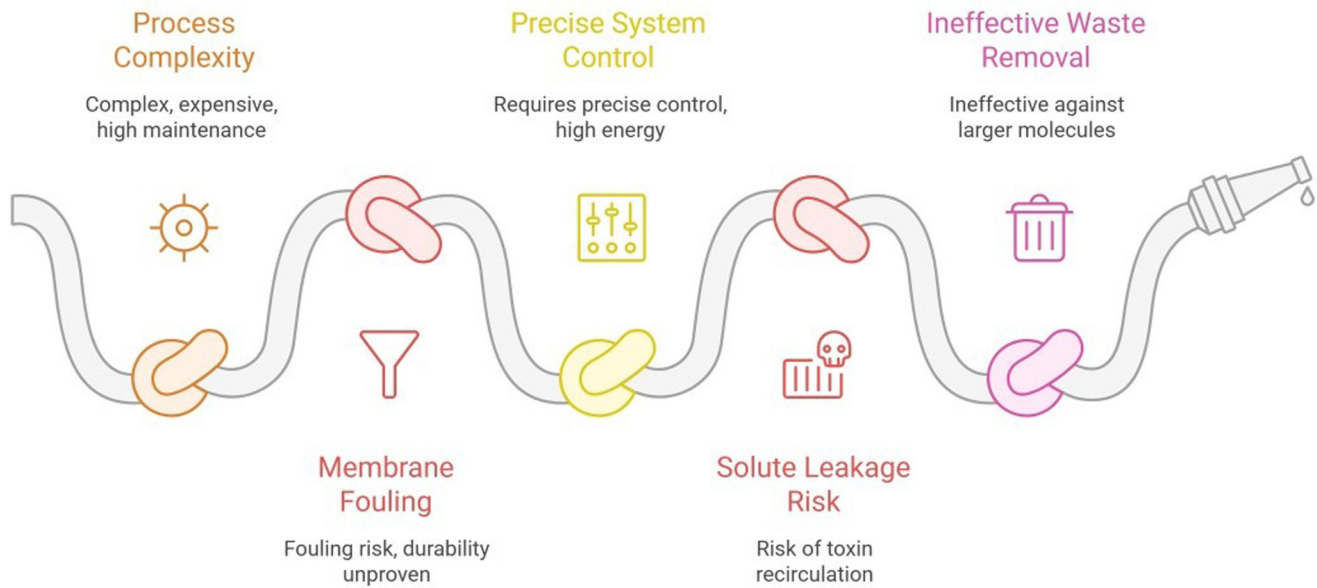 Process
Complexity
Complex, expensive,
high maintenance
Membrane
Fouling
Fouling risk, durability
unproven
Precise System
Control
Requires precise control,
high energy
Solute Leakage
Risk
Risk of toxin
recirculation
Ineffective Waste
Removal
Ineffective against
larger molecules